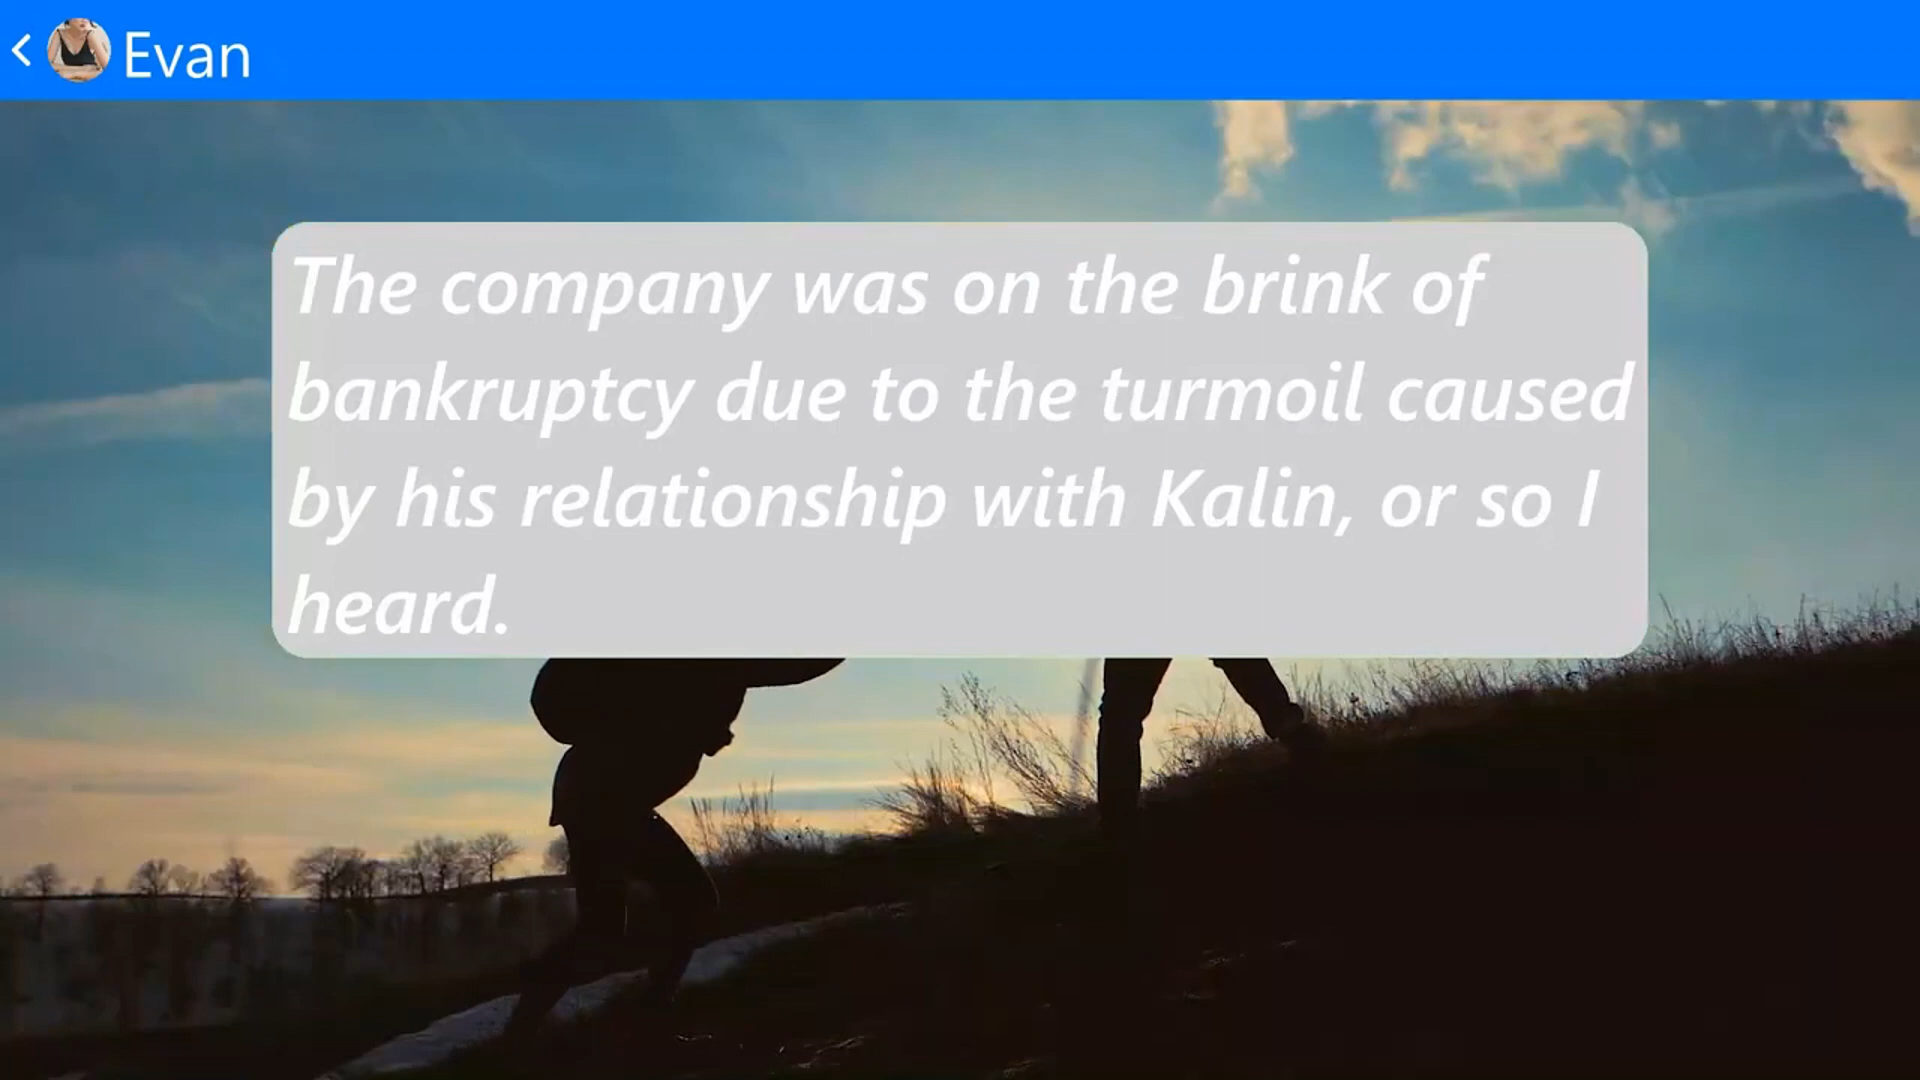 Evan
The company was on the brink of
bankruptcy due to the turmoil caused
by his relationship with Kalin, or so I
heard.